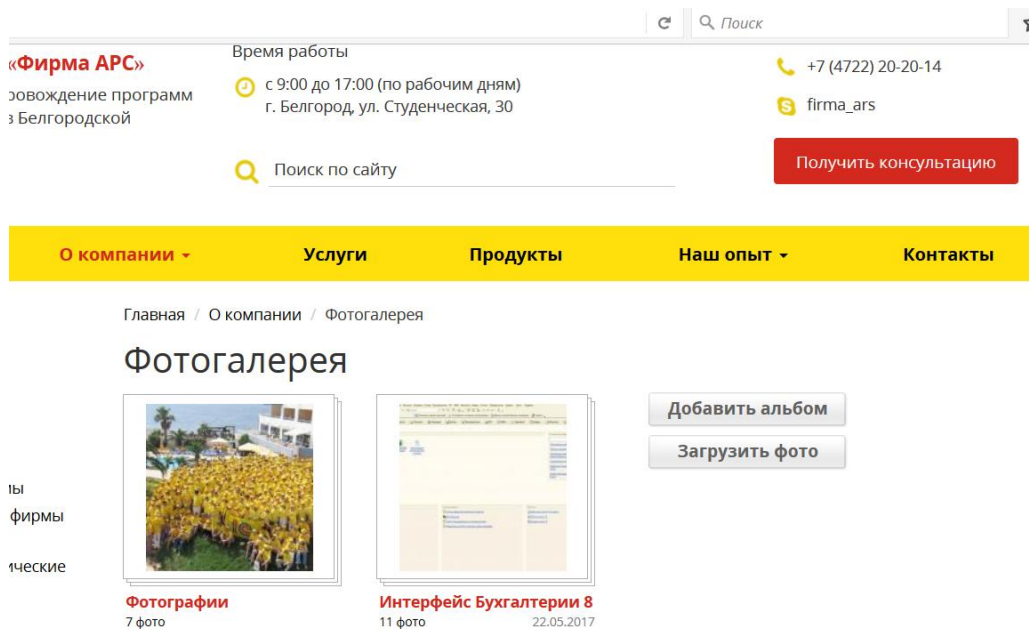 Поиск
«Фирма АРС»
Время работы
+7 (4722) 20-20-14
провождение программ
с 9:00 до 17:00 (по рабочим дням)
г. Белгород, ул. Студенческая, 30
firma_ars
в Белгородской
Поиск по сайту
Получить консультацию
О компании
Услуги
Продукты
Наш опыт
Контакты
Главная / О компании / Фотогалерея
Фотогалерея
Добавить альбом
Загрузить фото
мы
фирмы
ические
Фотографии
7 фото
Интерфейс Бухгалтерии 8
11 фото 22.05.2017